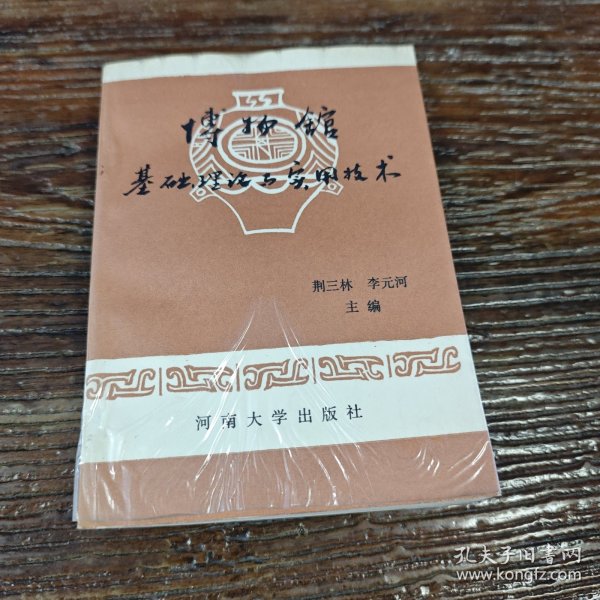 博物館
基础理论与实用技术
荆三林 李元河
主编
河南大学出版社
孔夫子旧书网
www.kongfz.com